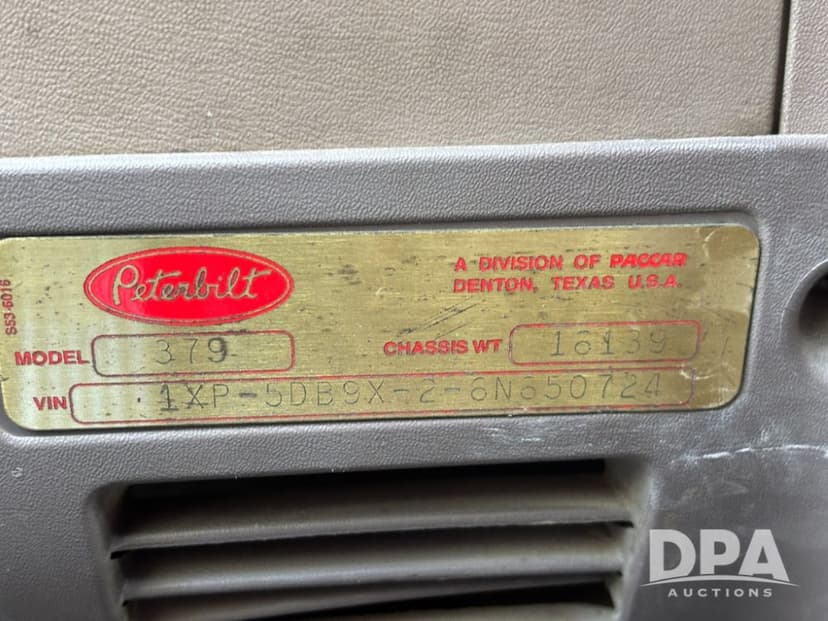 Peterbilt
A DIVISION OF PACCAR
DENTON, TEXAS U.S.A.
S53-6016
MODEL 379 CHASSIS WT 16139
VIN 1XP-5DB9X-2-6N650724
DPA
AUCTIONS